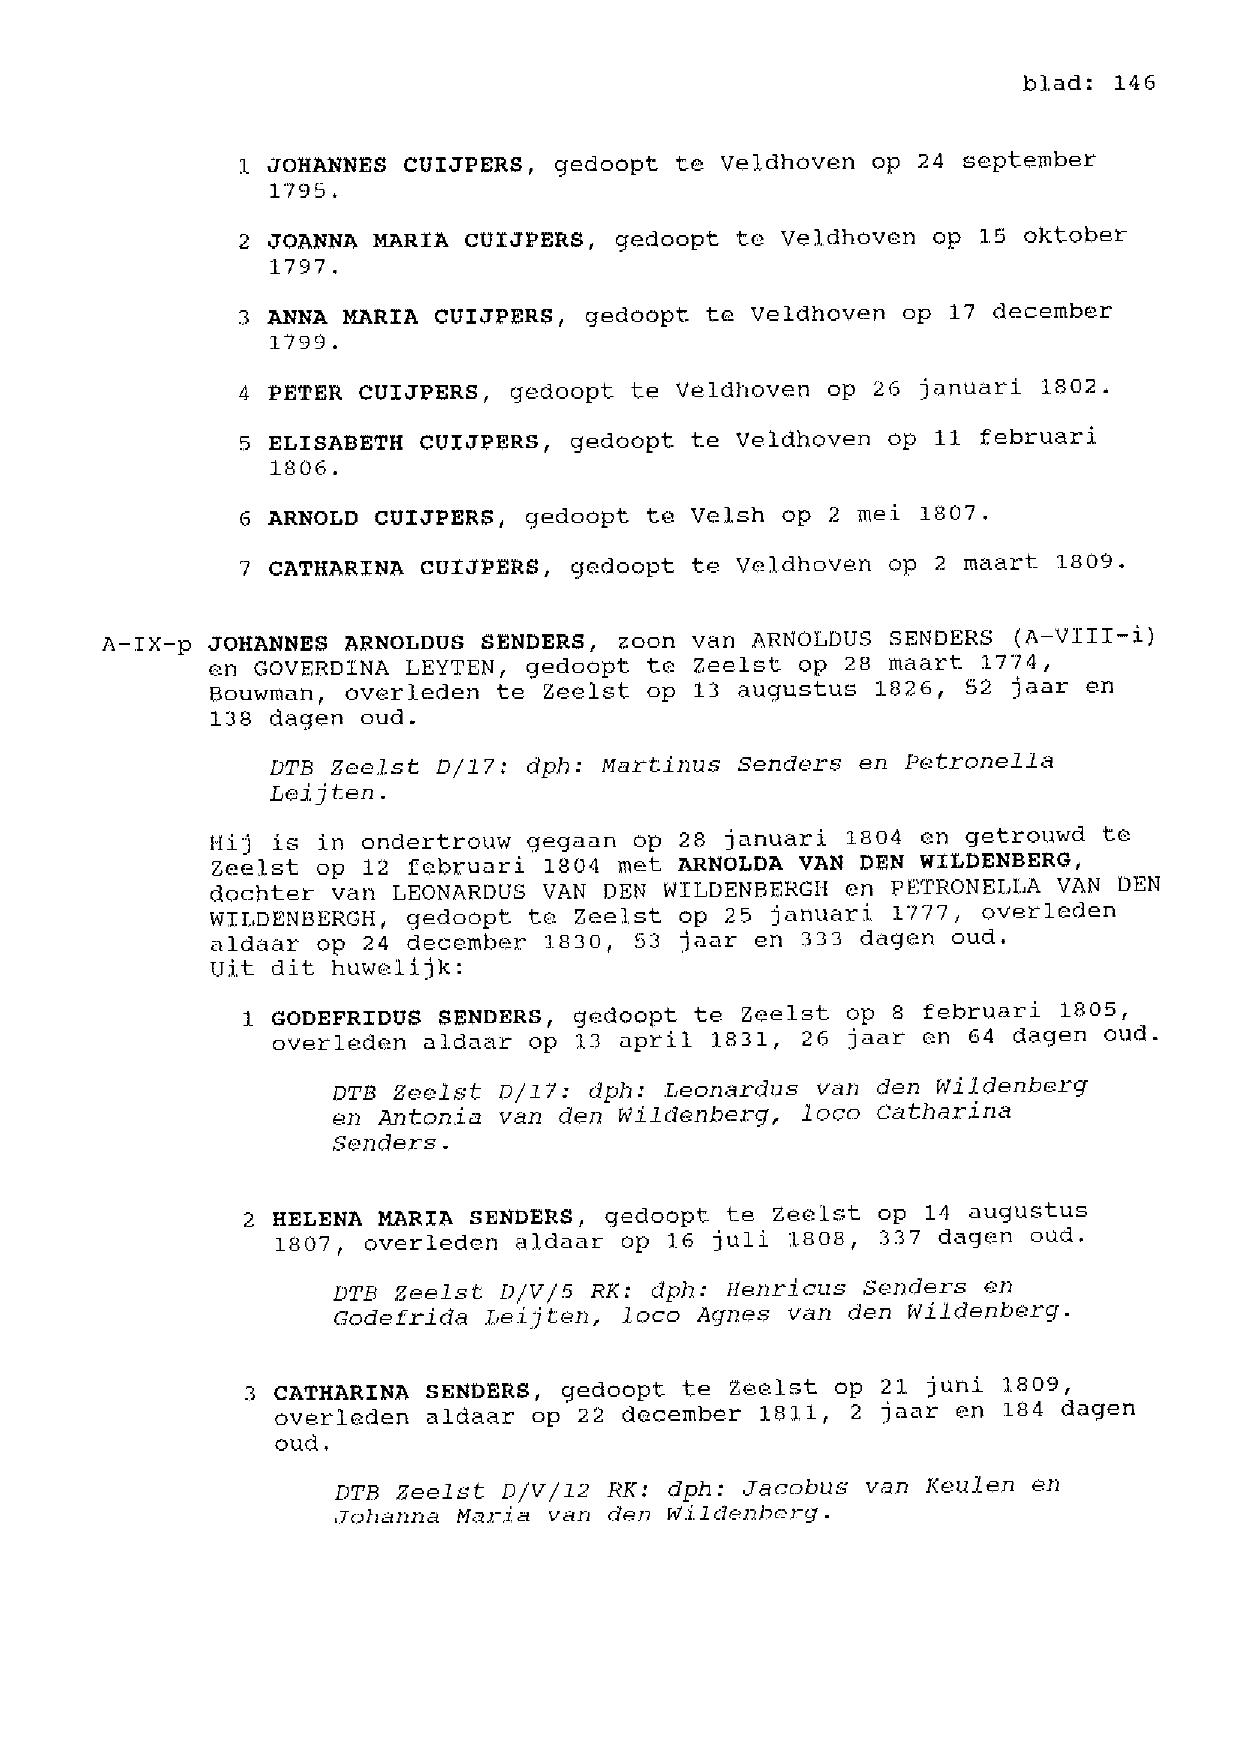 blad: 146
1 JOHANNES CUIJPERS, gedoopt te Veldhoven op 24 september
1795.
2 JOANNA MARIA CUIJPERS, gedoopt te Veldhoven op 15 oktober
1797.
3 ANNA MARIA CUIJPERS, gedoopt te Veldhoven op 17 december
1799.
4 PETER CUIJPERS, gedoopt te Veldhoven op 26 januari 1802.
5 ELISABETH CUIJPERS, gedoopt te Veldhoven op 11 februari
1806.
6 ARNOLD CUIJPERS, gedoopt te Velsh op 2 mei 1807.
7 CATHARINA CUIJPERS, gedoopt te Veldhoven op 2 maart 1809.
A-IX-p JOHANNES ARNOLDUS SENDERS, zoon van ARNOLDUS SENDERS (A-VIII-i)
en GOVERDINA LEYTEN, gedoopt te Zeelst op 28 maart 1774,
Bouwman, overleden te Zeelst op 13 augustus 1826, 52 jaar en
138 dagen oud.
DTB Zeelst D/17: dph: Martinus Senders en Petronella
Leijten.
Hij is in ondertrouw gegaan op 28 januari 1804 en getrouwd te
Zeelst op 12 februari 1804 met ARNOLDA VAN DEN WILDENBERG,
dochter van LEONARDUS VAN DEN WILDENBERGH en PETRONELLA VAN DEN
WILDENBERGH, gedoopt te Zeelst op 25 januari 1777, overleden
aldaar op 24 december 1830, 53 jaar en 333 dagen oud.
Uit dit huwelijk:
1 GODEFRIDUS SENDERS, gedoopt te Zeelst op 8 februari 1805,
overleden aldaar op 13 april 1831, 26 jaar en 64 dagen oud.
DTB Zeelst D/17: dph: Leonardus van den Wildenberg
en Antonia van den Wildenberg, loco Catharina
Senders.
2 HELENA MARIA SENDERS, gedoopt te Zeelst op 14 augustus
1807, overleden aldaar op 16 juli 1808, 337 dagen oud.
DTB Zeelst D/V/5 RK: dph: Henricus Senders en
Godefrida Leijten, loco Agnes van den Wildenberg.
3 CATHARINA SENDERS, gedoopt te Zeelst op 21 juni 1809,
overleden aldaar op 22 december 1811, 2 jaar en 184 dagen
oud.
DTB Zeelst D/V/12 RK: dph: Jacobus van Keulen en
Johanna Maria van den Wildenberg.